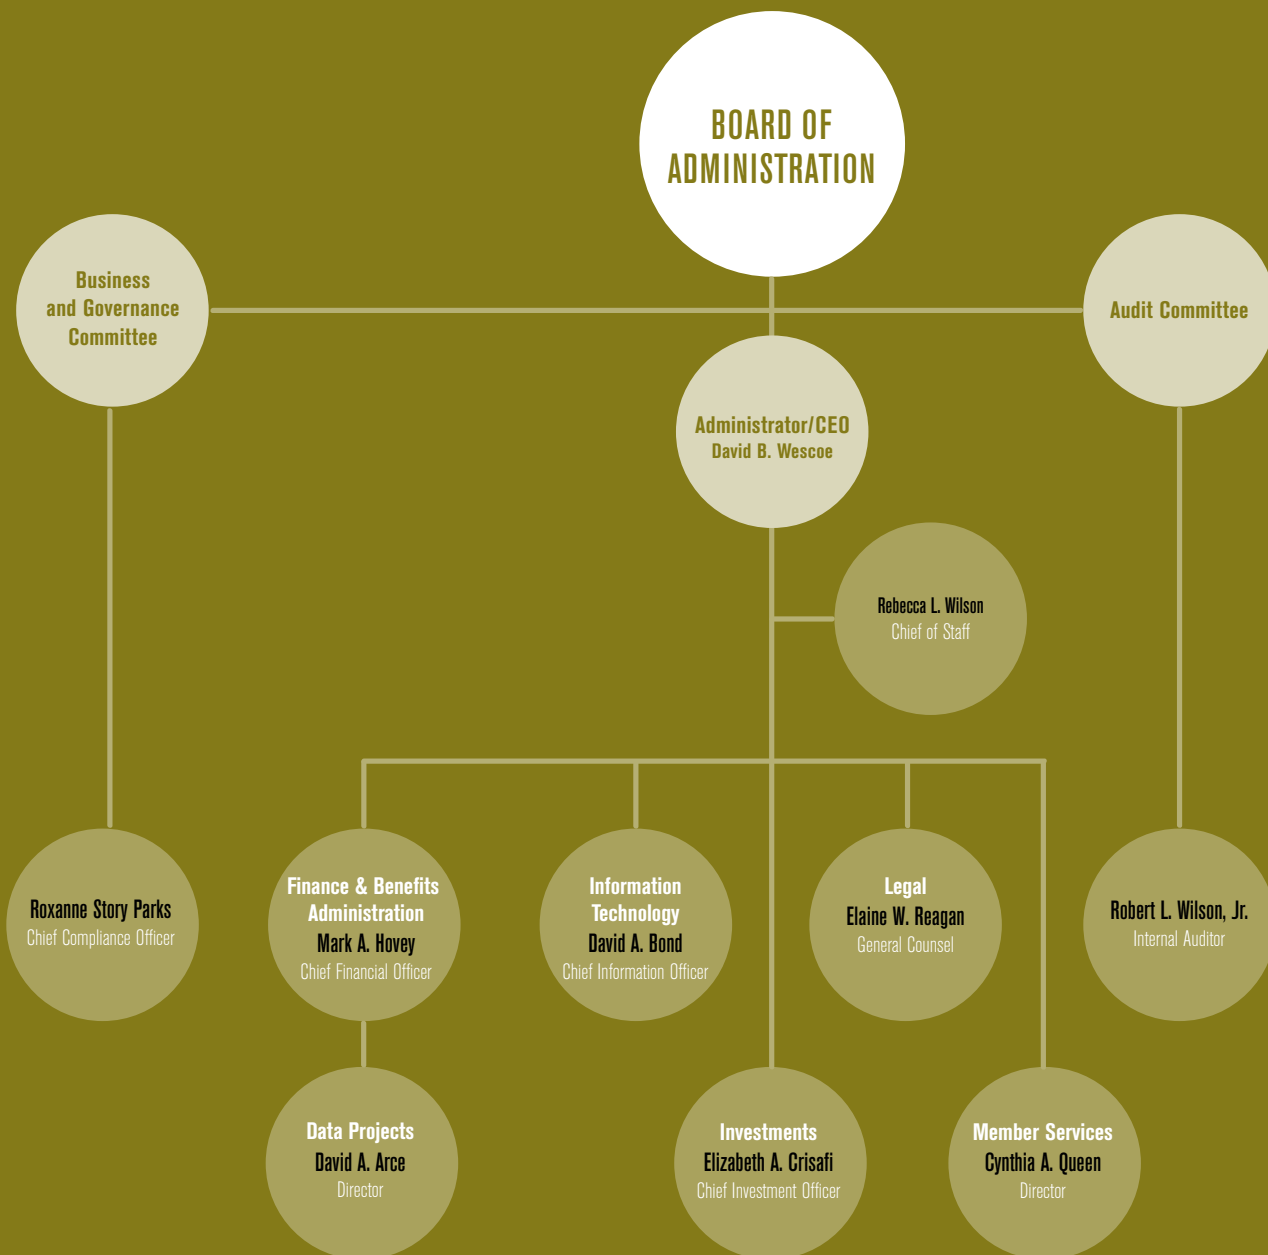 BOARD OF
ADMINISTRATION
Business
and Governance
Committee
Audit Committee
Administrator/CEO
David B. Wescoe
Rebecca L. Wilson
Chief of Staff
Roxanne Story Parks
Chief Compliance Officer
Finance & Benefits
Administration
Mark A. Hovey
Chief Financial Officer
Information
Technology
David A. Bond
Chief Information Officer
Legal
Elaine W. Reagan
General Counsel
Robert L. Wilson, Jr.
Internal Auditor
Data Projects
David A. Arce
Director
Investments
Elizabeth A. Crisafi
Chief Investment Officer
Member Services
Cynthia A. Queen
Director